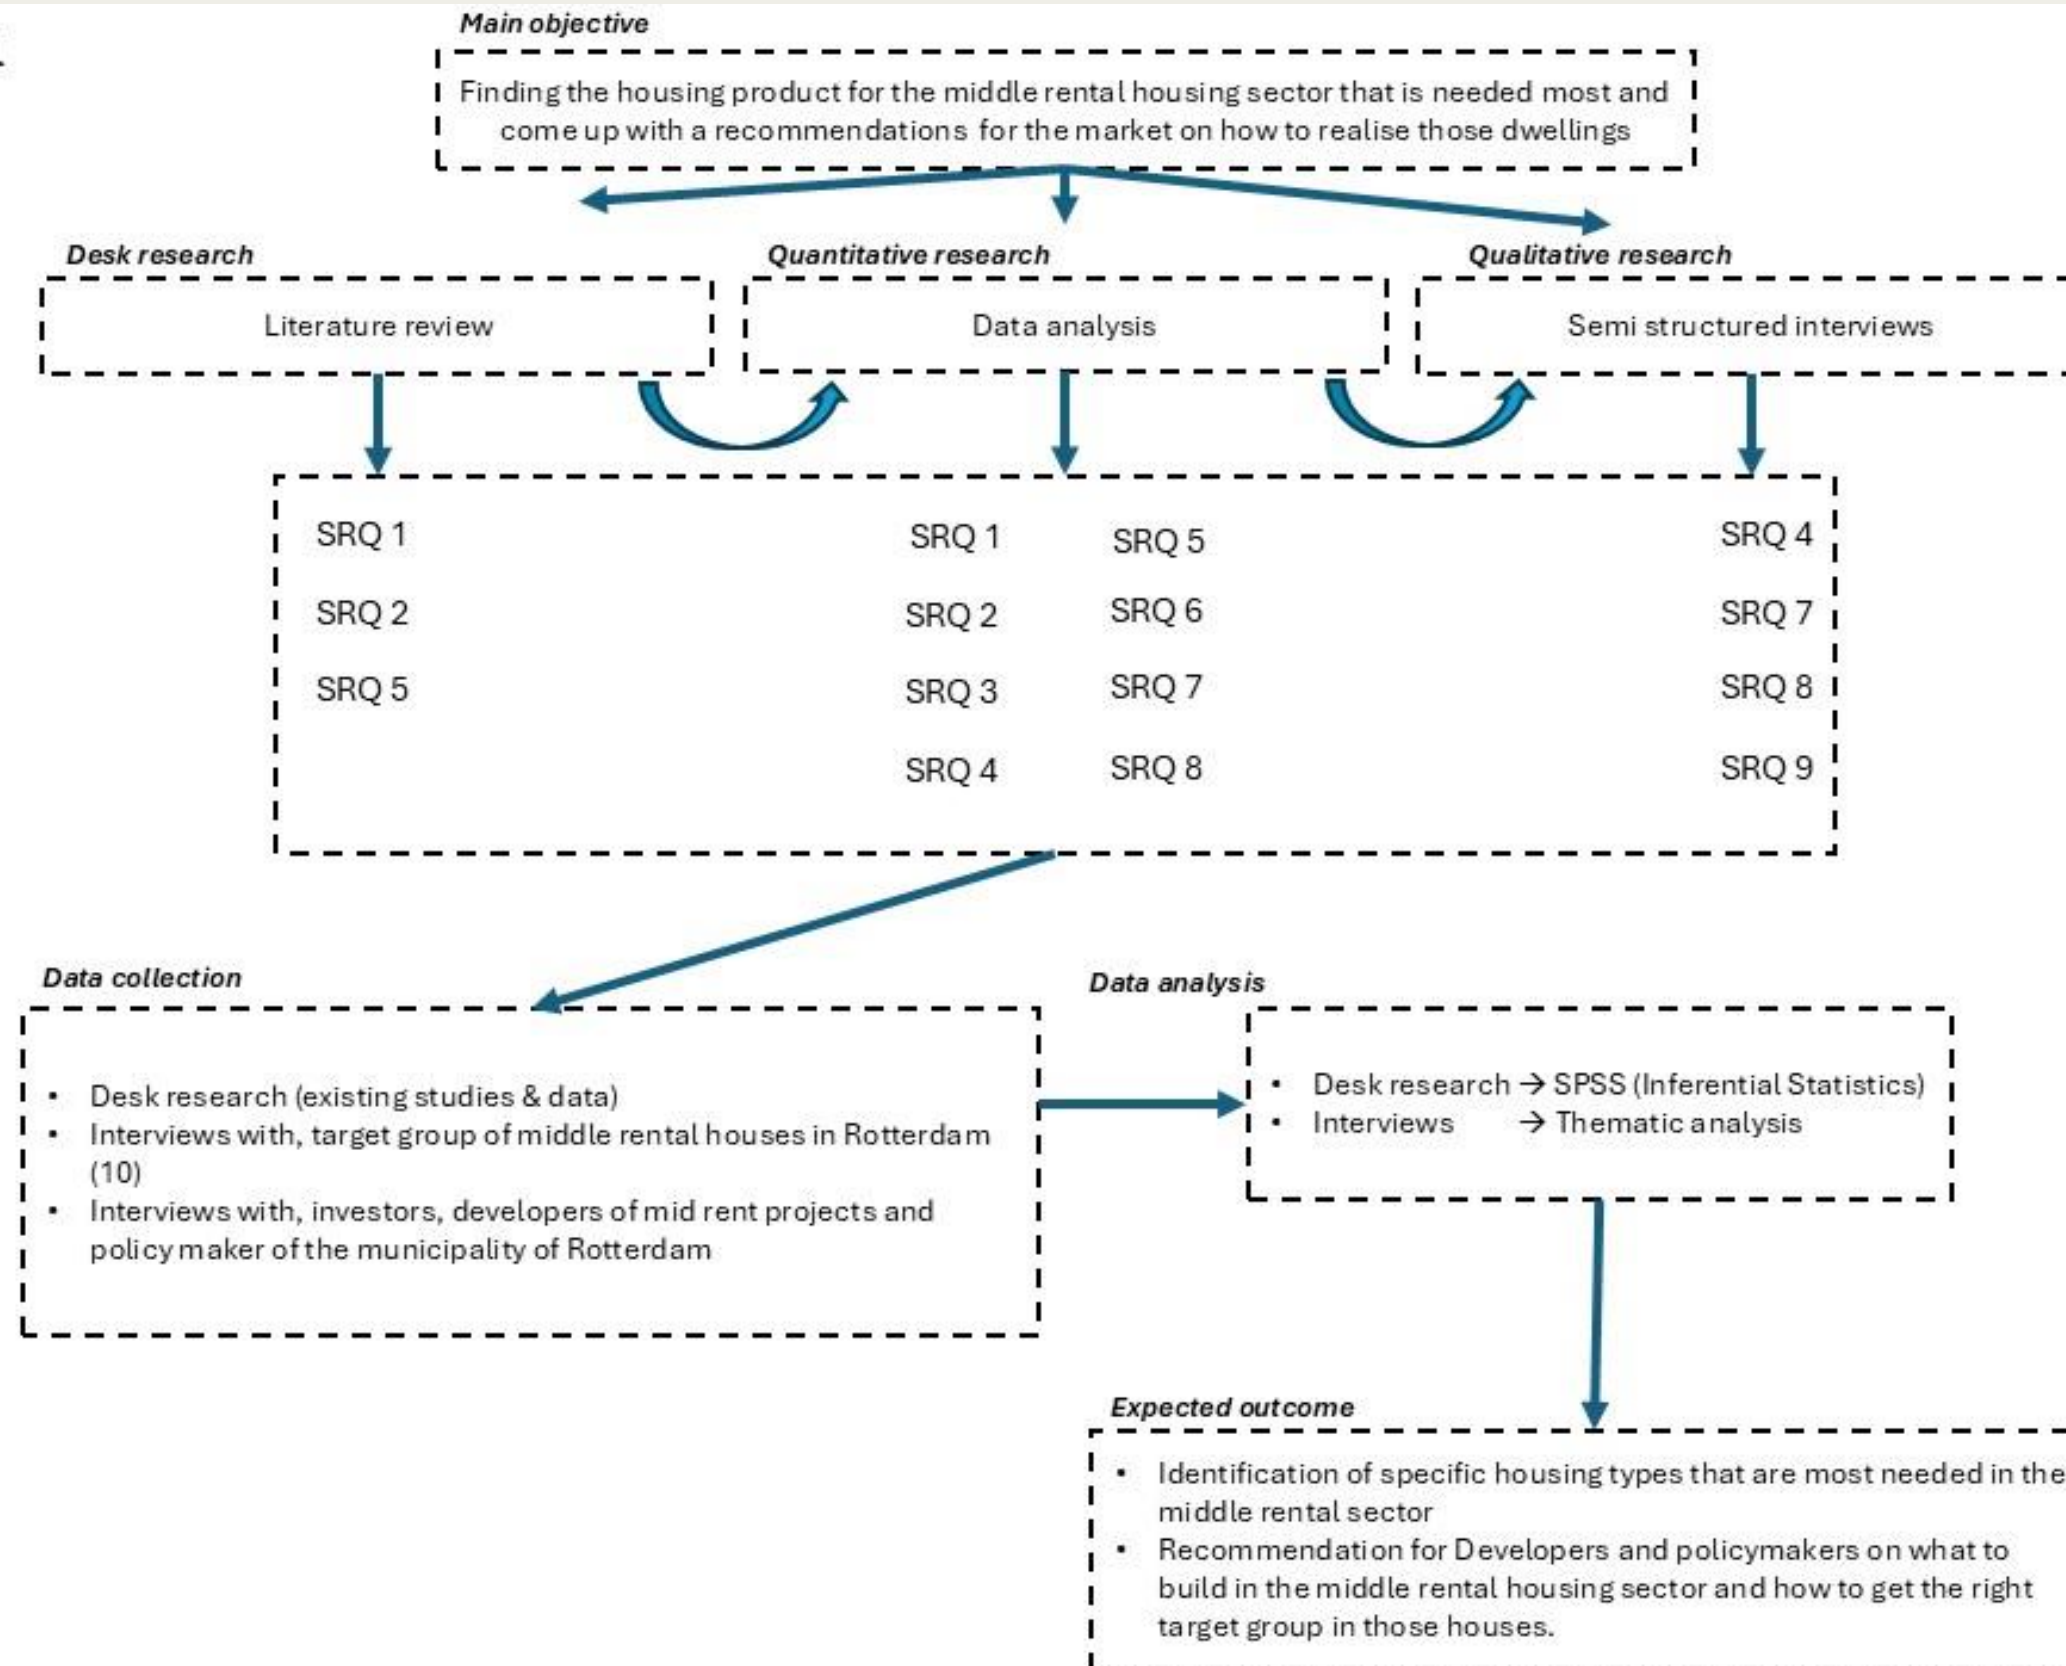 Main objective
Finding the housing product for the middle rental housing sector that is needed most and
come up with a recommendations for the market on how to realise those dwellings
Desk research
Quantitative research
Qualitative research
Literature review
Data analysis
Semi structured interviews
SRQ 1
SRQ 2
SRQ 5
SRQ 1
SRQ 2
SRQ 3
SRQ 4
SRQ 5
SRQ 6
SRQ 7
SRQ 8
SRQ 4
SRQ 7
SRQ 8
SRQ 9
Data collection
• Desk research (existing studies & data)
• Interviews with, target group of middle rental houses in Rotterdam
(10)
• Interviews with, investors, developers of mid rent projects and
policy maker of the municipality of Rotterdam
Data analysis
• Desk research → SPSS (Inferential Statistics)
• Interviews → Thematic analysis
Expected outcome
• Identification of specific housing types that are most needed in the
middle rental sector
• Recommendation for Developers and policymakers on what to
build in the middle rental housing sector and how to get the right
target group in those houses.